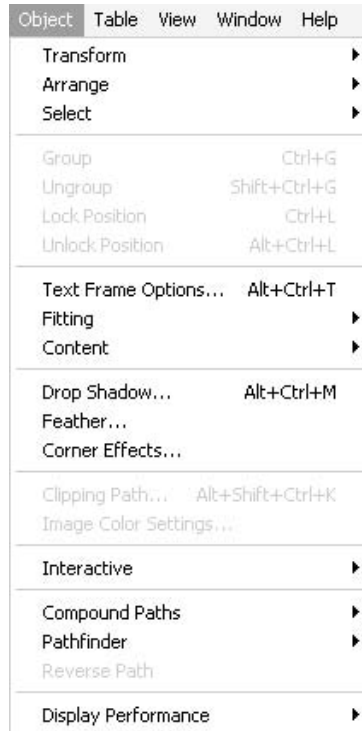 Object Table View Window Help
Transform
Arrange
Select
Group Ctrl+G
Ungroup Shift+Ctrl+G
Lock Position Ctrl+L
Unlock Position Alt+Ctrl+L
Text Frame Options... Alt+Ctrl+T
Fitting
Content
Drop Shadow... Alt+Ctrl+M
Feather...
Corner Effects...
Clipping Path... Alt+Shift+Ctrl+K
Image Color Settings...
Interactive
Compound Paths
Pathfinder
Reverse Path
Display Performance